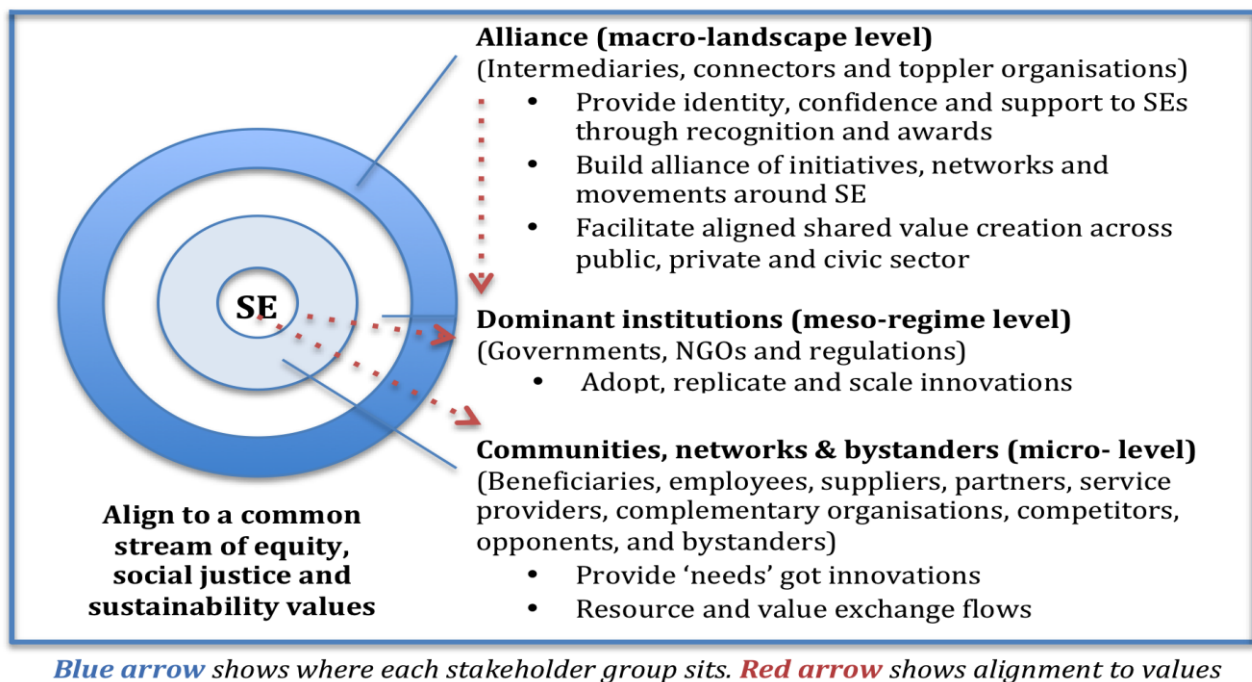 Alliance (macro-landscape level)
(Intermediaries, connectors and toppler organisations)
• Provide identity, confidence and support to SEs
through recognition and awards
• Build alliance of initiatives, networks and
movements around SE
• Facilitate aligned shared value creation across
public, private and civic sector
SE
Dominant institutions (meso-regime level)
(Governments, NGOs and regulations)
• Adopt, replicate and scale innovations
Communities, networks & bystanders (micro- level)
(Beneficiaries, employees, suppliers, partners, service
providers, complementary organisations, competitors,
opponents, and bystanders)
• Provide ‘needs’ got innovations
• Resource and value exchange flows
Align to a common
stream of equity,
social justice and
sustainability values
Blue arrow shows where each stakeholder group sits. Red arrow shows alignment to values